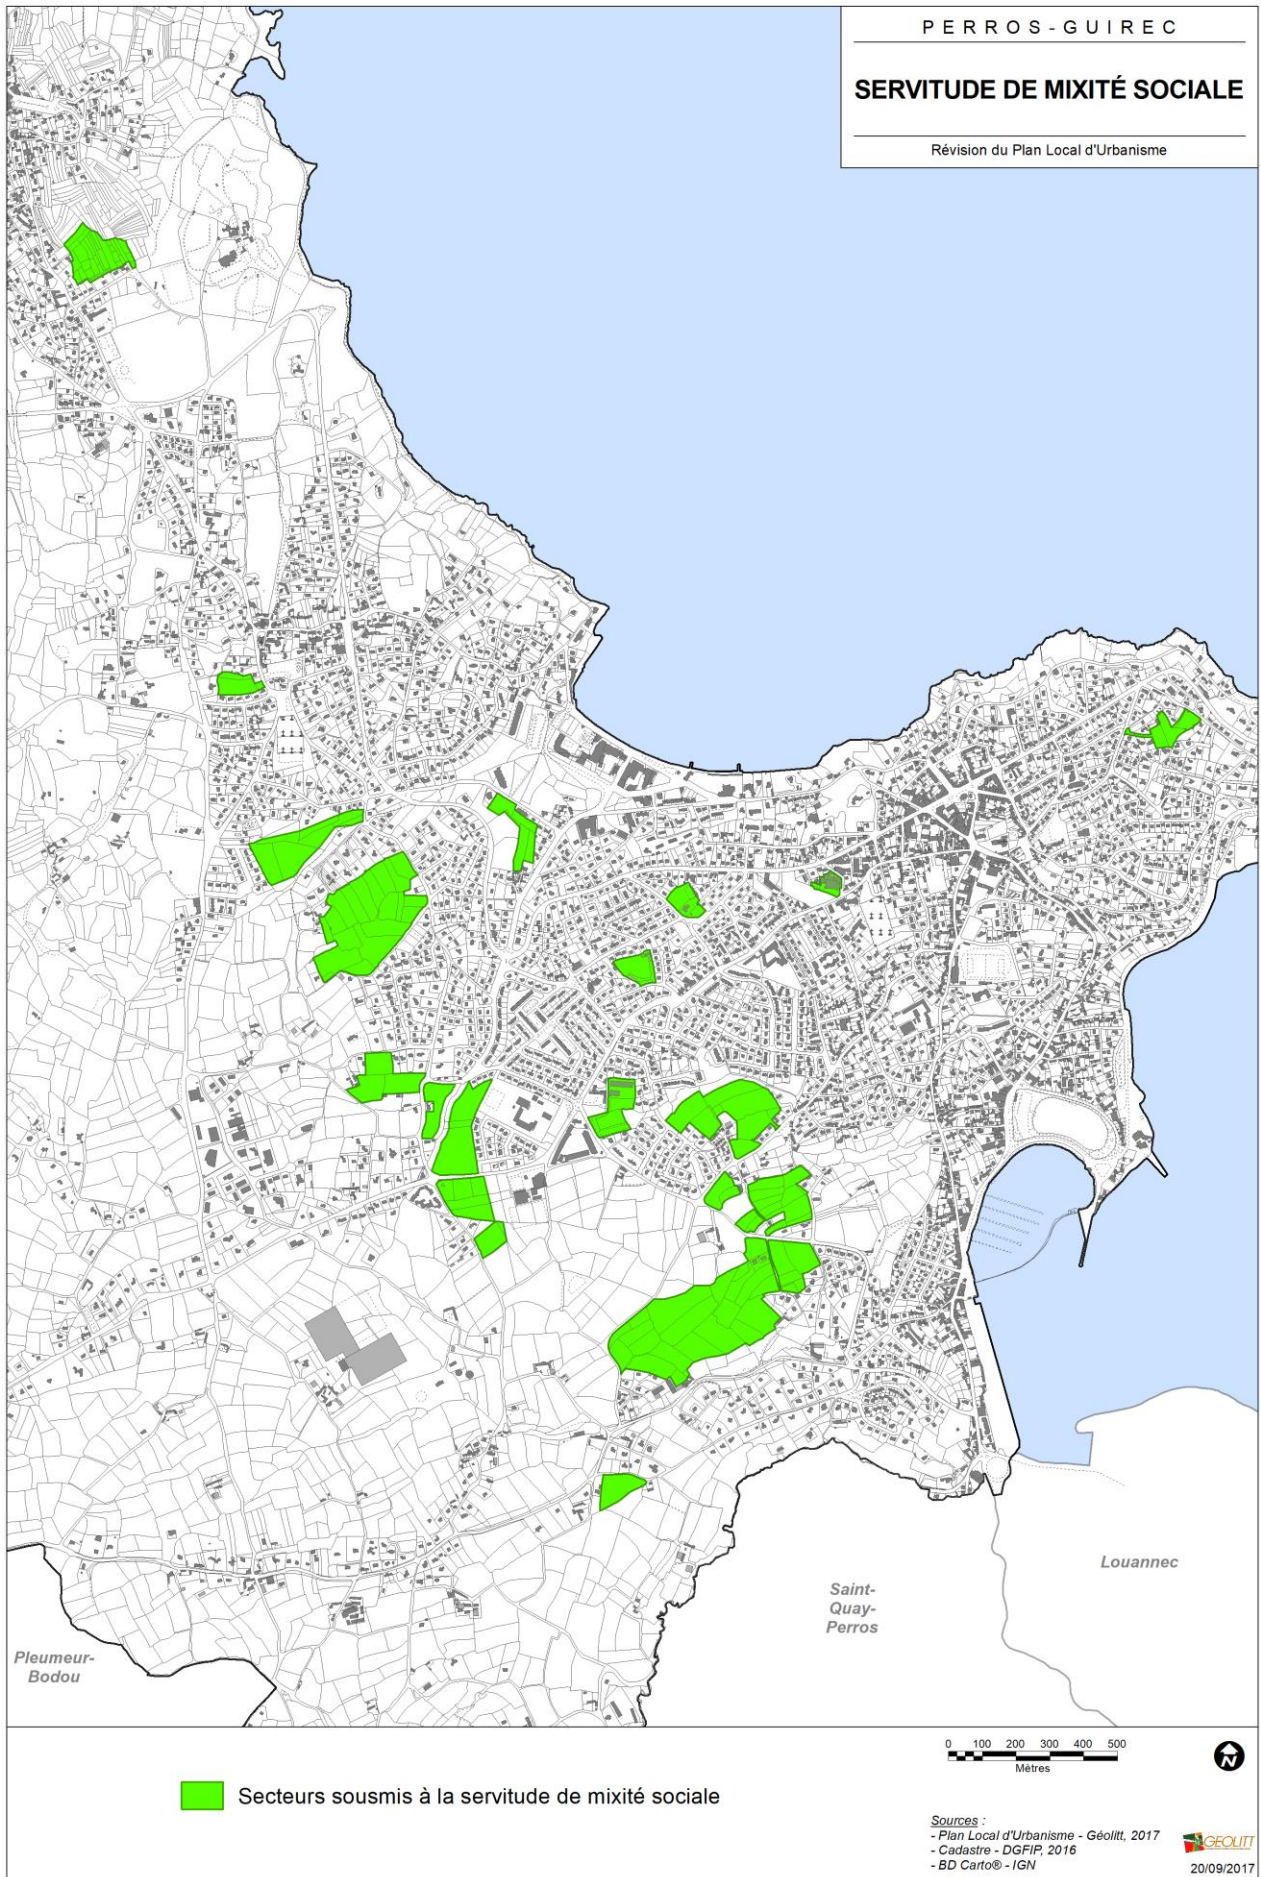 PERROS-GUIREC
SERVITUDE DE MIXITÉ SOCIALE
Révision du Plan Local d'Urbanisme
Louannec
Saint-
Quay-
Perros
Pleumeur-
Bodou
0 100 200 300 400 500
Mètres
N
Secteurs sousmis à la servitude de mixité sociale
Sources :
- Plan Local d'Urbanisme - Géolitt, 2017
- Cadastre - DGFIP, 2016
- BD Carto® - IGN
GEOLITT
20/09/2017